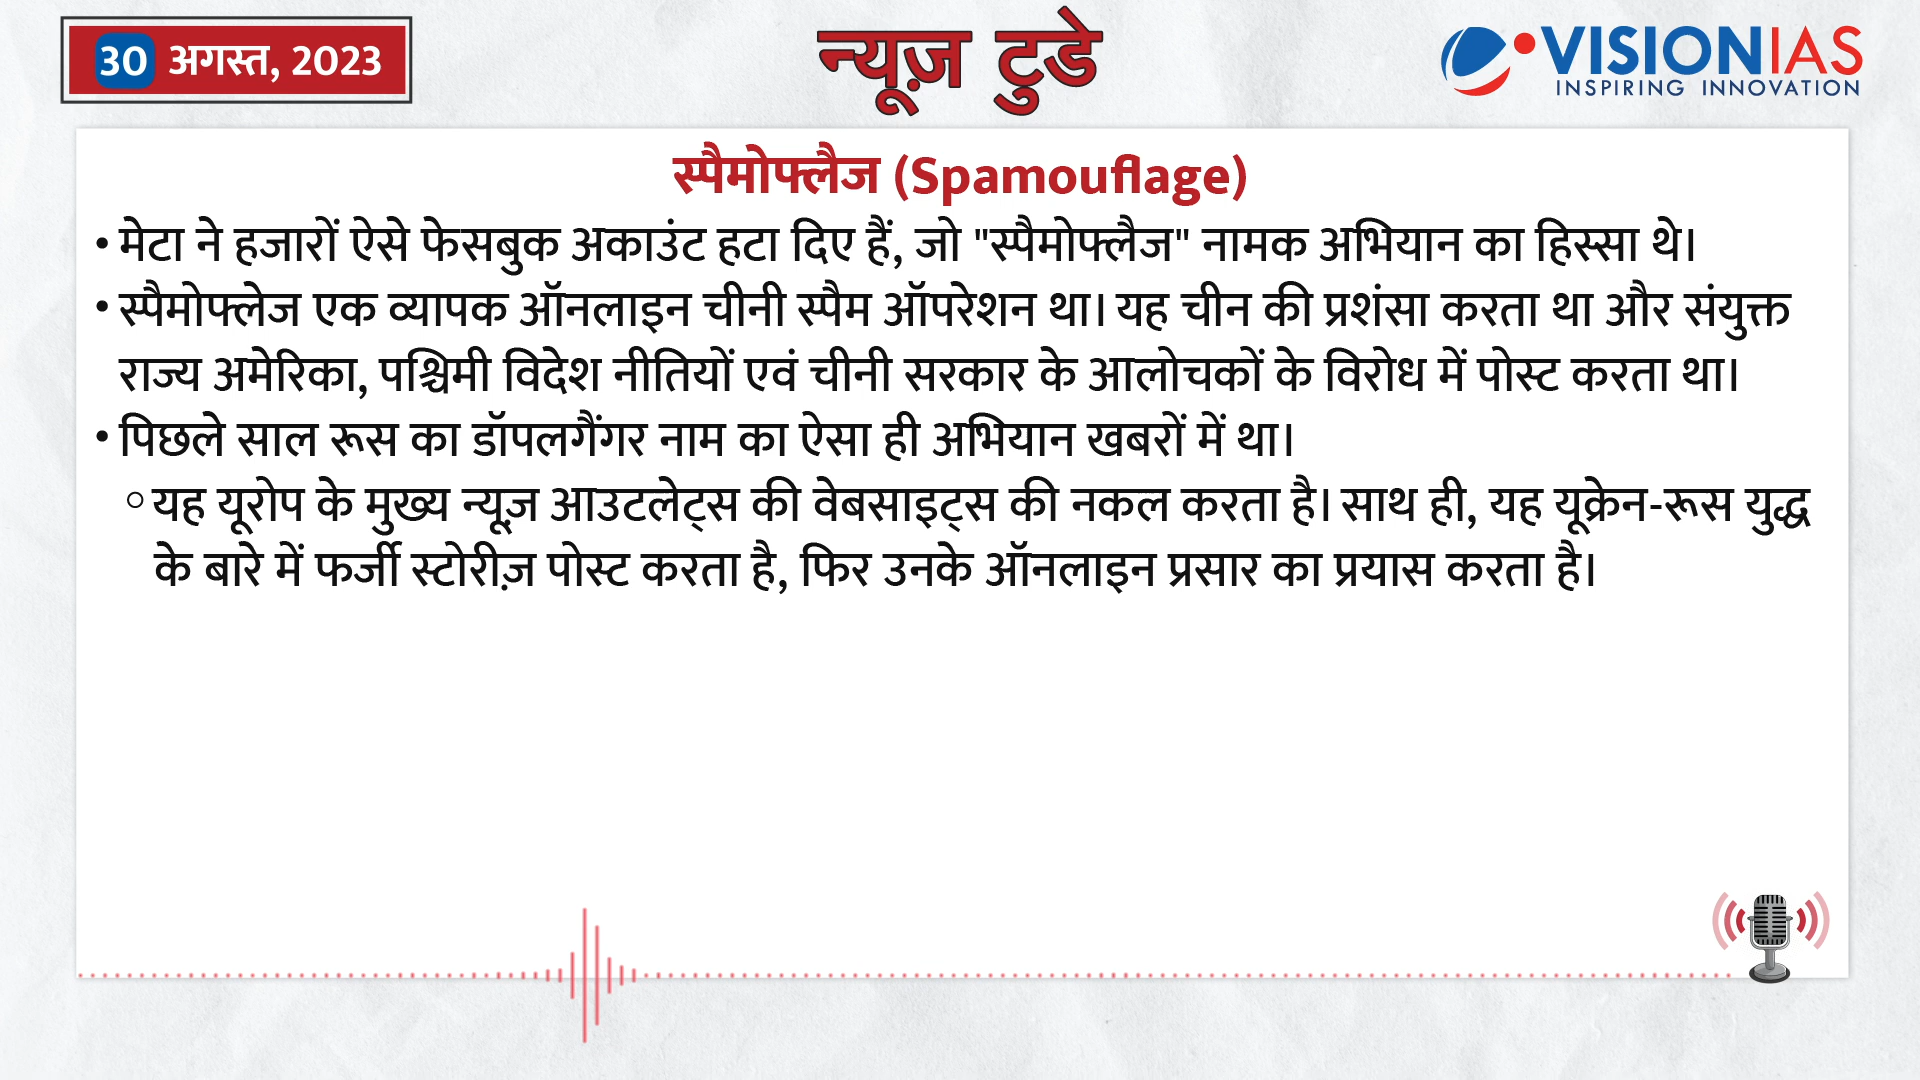 30 अगस्त, 2023
न्यूज़ टुडे
VISIONIAS
INSPIRING INNOVATION
स्पैमोफ्लैज (Spamouflage)
• मेटा ने हजारों ऐसे फेसबुक अकाउंट हटा दिए हैं, जो "स्पैमोफ्लैज" नामक अभियान का हिस्सा थे।
• स्पैमोफ्लेज एक व्यापक ऑनलाइन चीनी स्पैम ऑपरेशन था। यह चीन की प्रशंसा करता था और संयुक्त
राज्य अमेरिका, पश्चिमी विदेश नीतियों एवं चीनी सरकार के आलोचकों के विरोध में पोस्ट करता था।
• पिछले साल रूस का डॉपलगैंगर नाम का ऐसा ही अभियान खबरों में था।
○ यह यूरोप के मुख्य न्यूज़ आउटलेट्स की वेबसाइट्स की नकल करता है। साथ ही, यह यूक्रेन-रूस युद्ध
के बारे में फर्जी स्टोरीज़ पोस्ट करता है, फिर उनके ऑनलाइन प्रसार का प्रयास करता है।